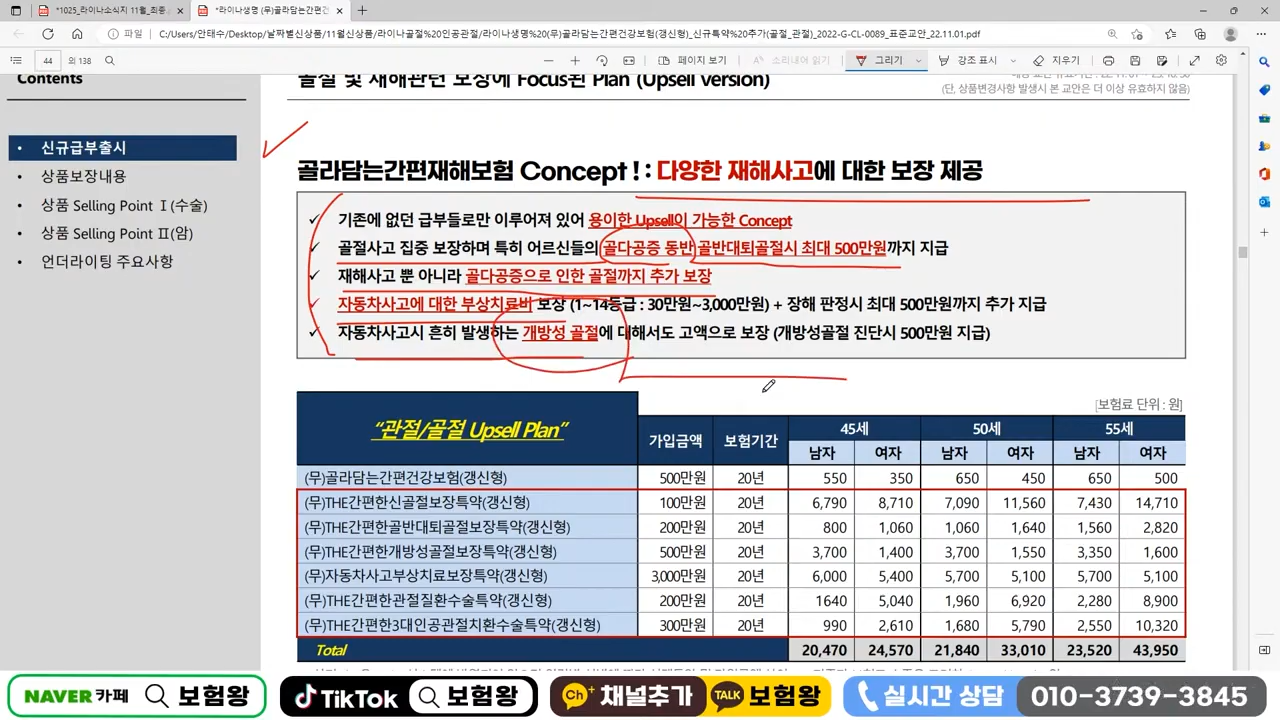 *1025_라이나소식지 11월_최종
*라이나생명 (무)골라담는간편건
파일
C:/Users/안태수/Desktop/날짜별신상품/11월신상품/라이나골절%20인공관절/라이나생명%20(무)골라담는간편건강보험(갱신형)_신규특약%20추가(골절_관절)_2022-G-CL-0089_표준교안_22.11.01.pdf
44 의 138
페이지 보기
소리내어 읽기
그리기
강조 표시
지우기
Contents
골절 및 재해관련 보장에 Focus된 Plan (Upsell version)
(단, 상품변경사항 발생시 본 교안은 더 이상 유효하지 않음)
• 신규급부출시
• 상품보장내용
• 상품 Selling Point Ⅰ(수술)
• 상품 Selling Point Ⅱ(암)
• 언더라이팅 주요사항
골라담는간편재해보험 Concept ! : 다양한 재해사고에 대한 보장 제공
✓ 기존에 없던 급부들로만 이루어져 있어 용이한 Upsell이 가능한 Concept
✓ 골절사고 집중 보장하며 특히 어르신들의 골다공증 동반 골반대퇴골절시 최대 500만원까지 지급
✓ 재해사고 뿐 아니라 골다공증으로 인한 골절까지 추가 보장
✓ 자동차사고에 대한 부상치료비 보장 (1~14등급 : 30만원~3,000만원) + 장해 판정시 최대 500만원까지 추가 지급
✓ 자동차사고시 흔히 발생하는 개방성 골절에 대해서도 고액으로 보장 (개방성골절 진단시 500만원 지급)
[보험료 단위 : 원]
"관절/골절 Upsell Plan" 가입금액 보험기간 45세 50세 55세
남자 여자 남자 여자 남자 여자
(무)골라담는간편건강보험(갱신형) 500만원 20년 550 350 650 450 650 500
(무)THE간편한신골절보장특약(갱신형) 100만원 20년 6,790 8,710 7,090 11,560 7,430 14,710
(무)THE간편한골반대퇴골절보장특약(갱신형) 200만원 20년 800 1,060 1,060 1,640 1,560 2,820
(무)THE간편한개방성골절보장특약(갱신형) 500만원 20년 3,700 1,400 3,700 1,550 3,350 1,600
(무)자동차사고부상치료보장특약(갱신형) 3,000만원 20년 6,000 5,400 5,700 5,100 5,700 5,100
(무)THE간편한관절질환수술특약(갱신형) 200만원 20년 1640 5,040 1,960 6,920 2,280 8,900
(무)THE간편한3대인공관절치환수술특약(갱신형) 300만원 20년 990 2,610 1,680 5,790 2,550 10,320
Total 20,470 24,570 21,840 33,010 23,520 43,950
NAVER 카페 보험왕
TikTok 보험왕
Ch+ 채널추가 TALK 보험왕
실시간 상담 010-3739-3845